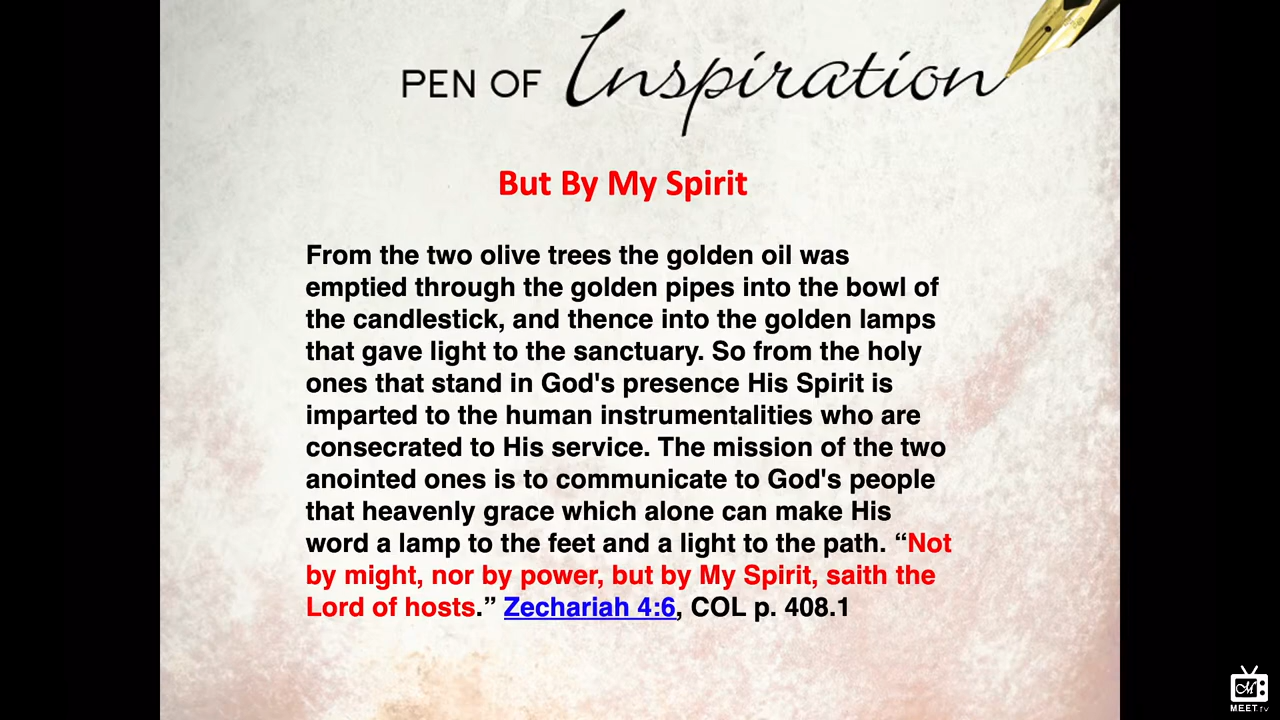 PEN OF Inspiration
But By My Spirit
From the two olive trees the golden oil was
emptied through the golden pipes into the bowl of
the candlestick, and thence into the golden lamps
that gave light to the sanctuary. So from the holy
ones that stand in God's presence His Spirit is
imparted to the human instrumentalities who are
consecrated to His service. The mission of the two
anointed ones is to communicate to God's people
that heavenly grace which alone can make His
word a lamp to the feet and a light to the path. “Not
by might, nor by power, but by My Spirit, saith the
Lord of hosts.” Zechariah 4:6, COL p. 408.1
M
MEET.TV